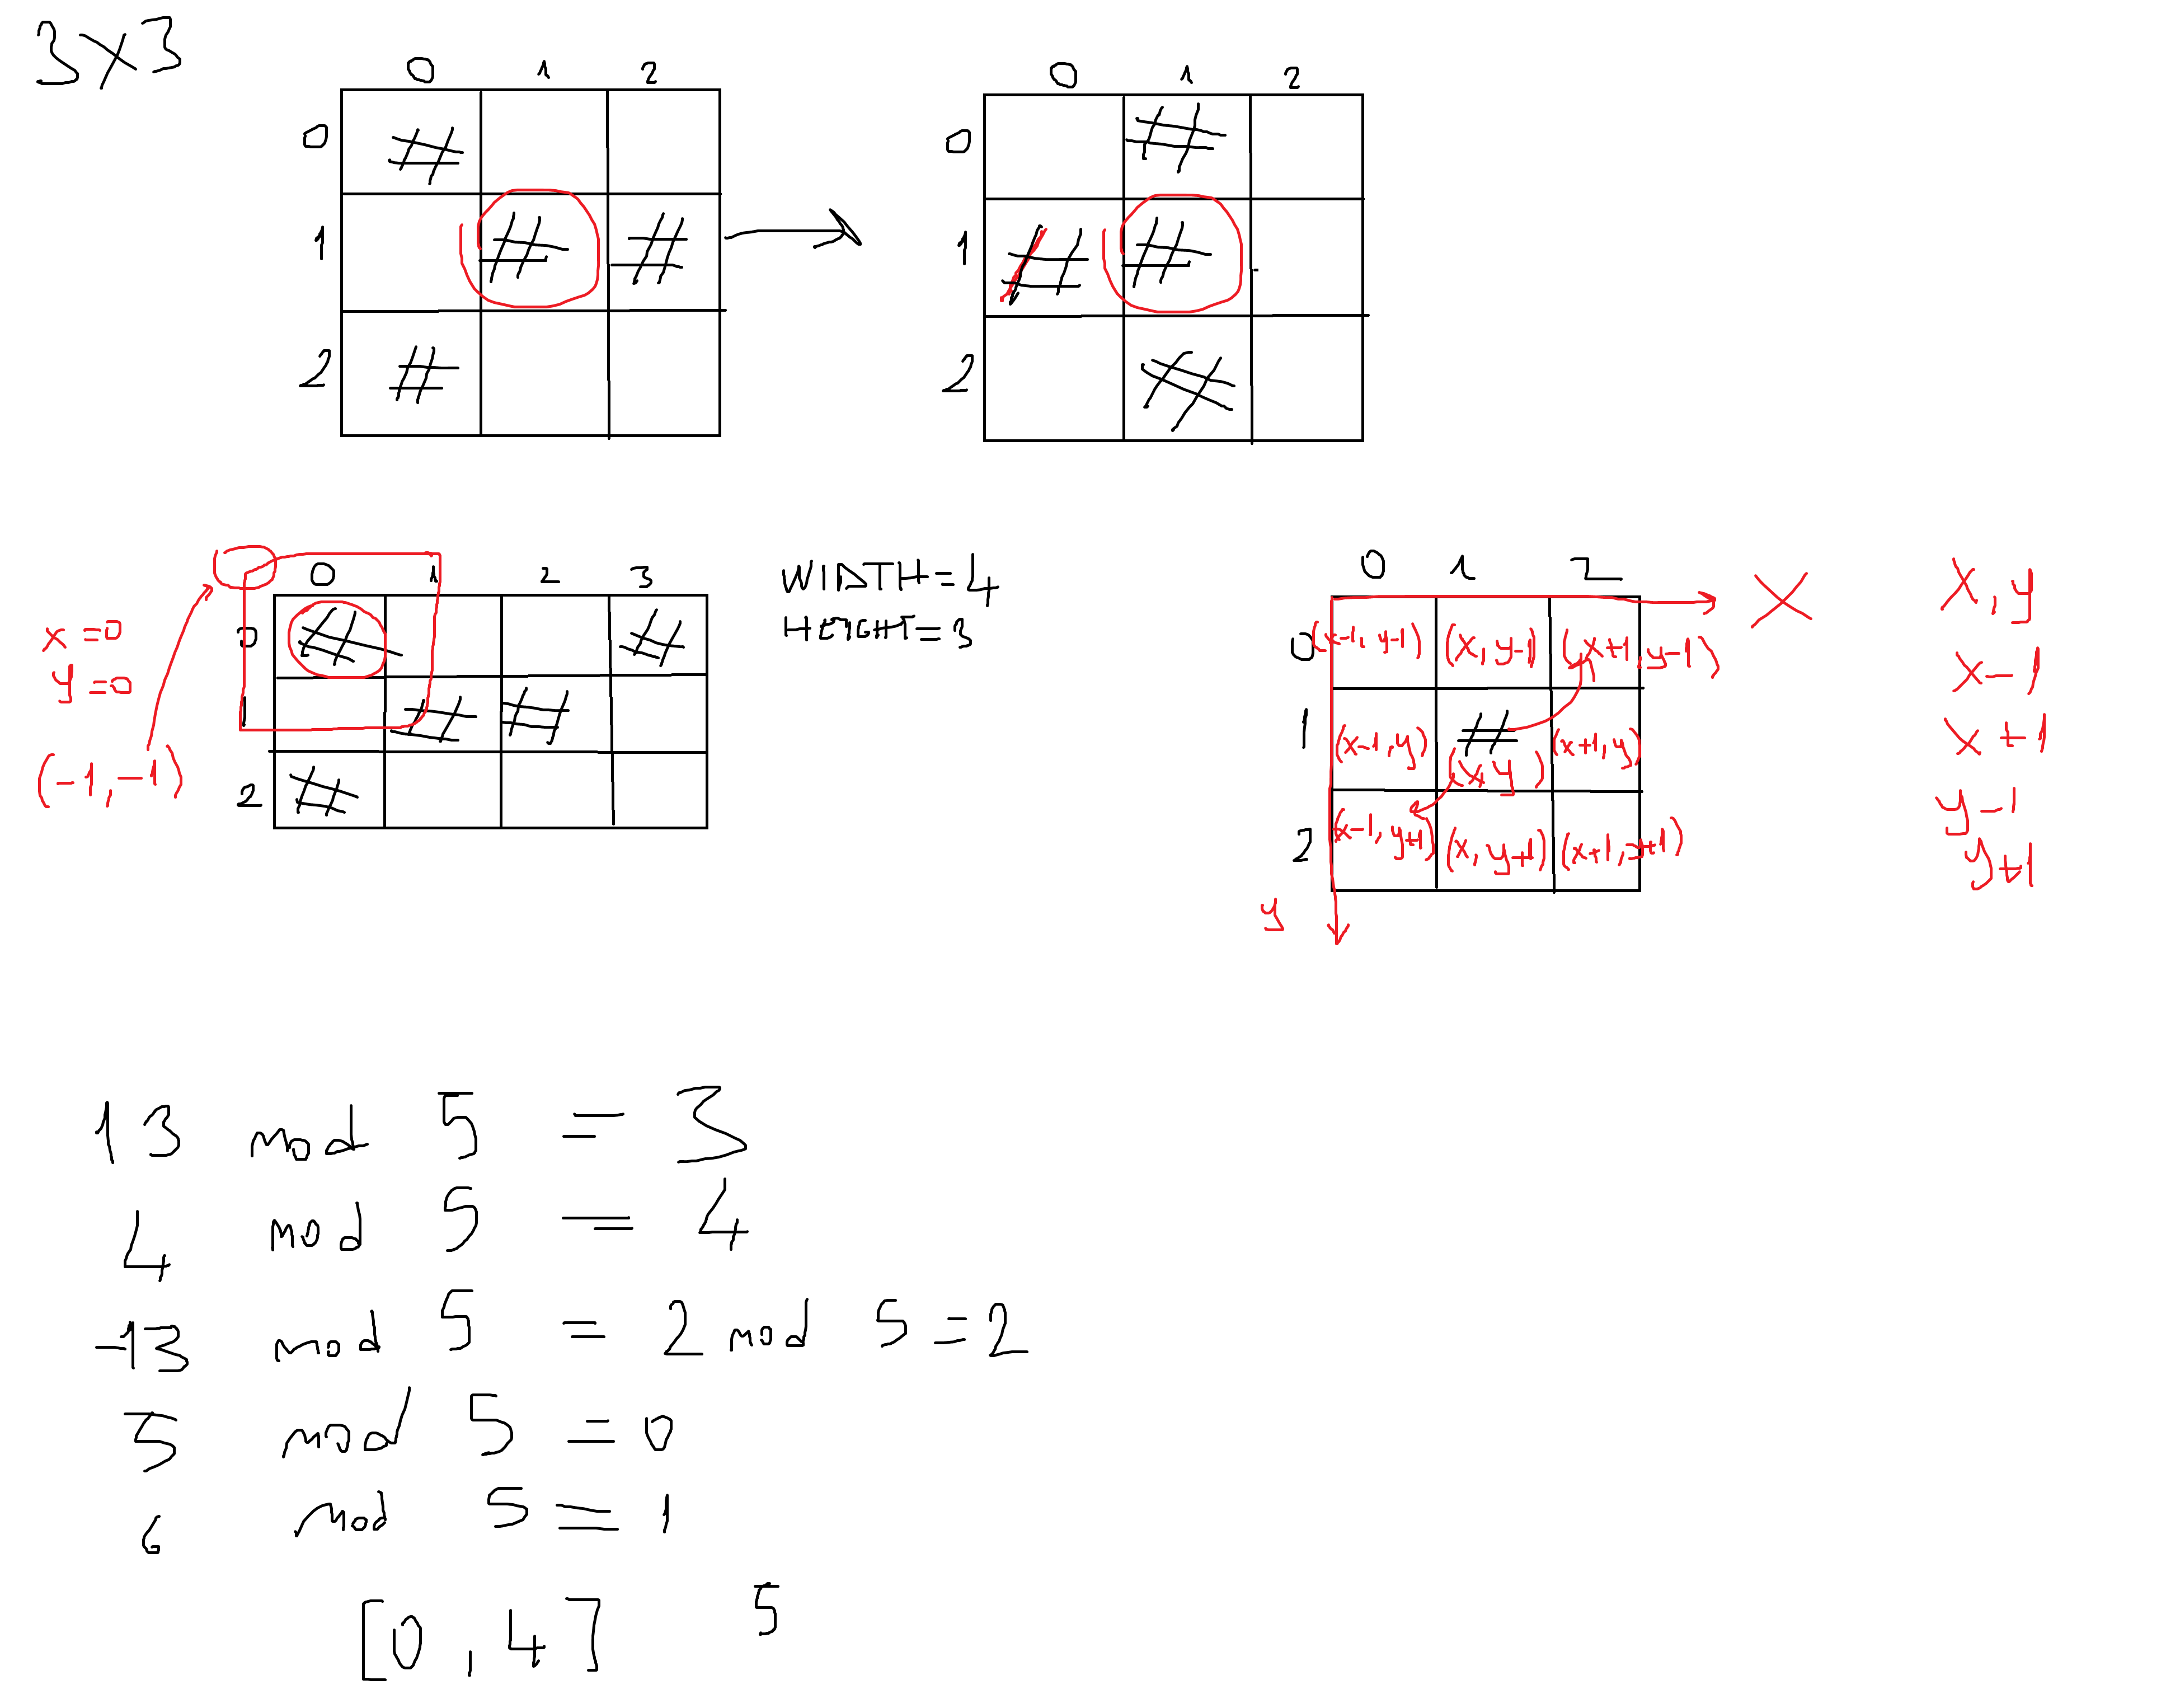 3x3
0 1 2
0 # 
1 # #
2 #
0 1 2
0 #
1 # #
2 #
0 1 2 3
0 # #
1 # #
2 #
x=0
y=0
(-1,-1)
WIDTH=4
HEIGHT=3
0 1 2
x
0 (x-1, y-1) (x, y-1) (x+1, y-1)
1 (x-1, y) # (x, y) (x+1, y)
2 (x-1, y+1) (x, y+1) (x+1, y+1)
y
x, y
x-1
x+1
y-1
y+1
13 mod 5 = 3
4 mod 5 = 4
-13 mod 5 = 2 mod 5 = 2
5 mod 5 = 0
6 mod 5 = 1
[0, 4] 5